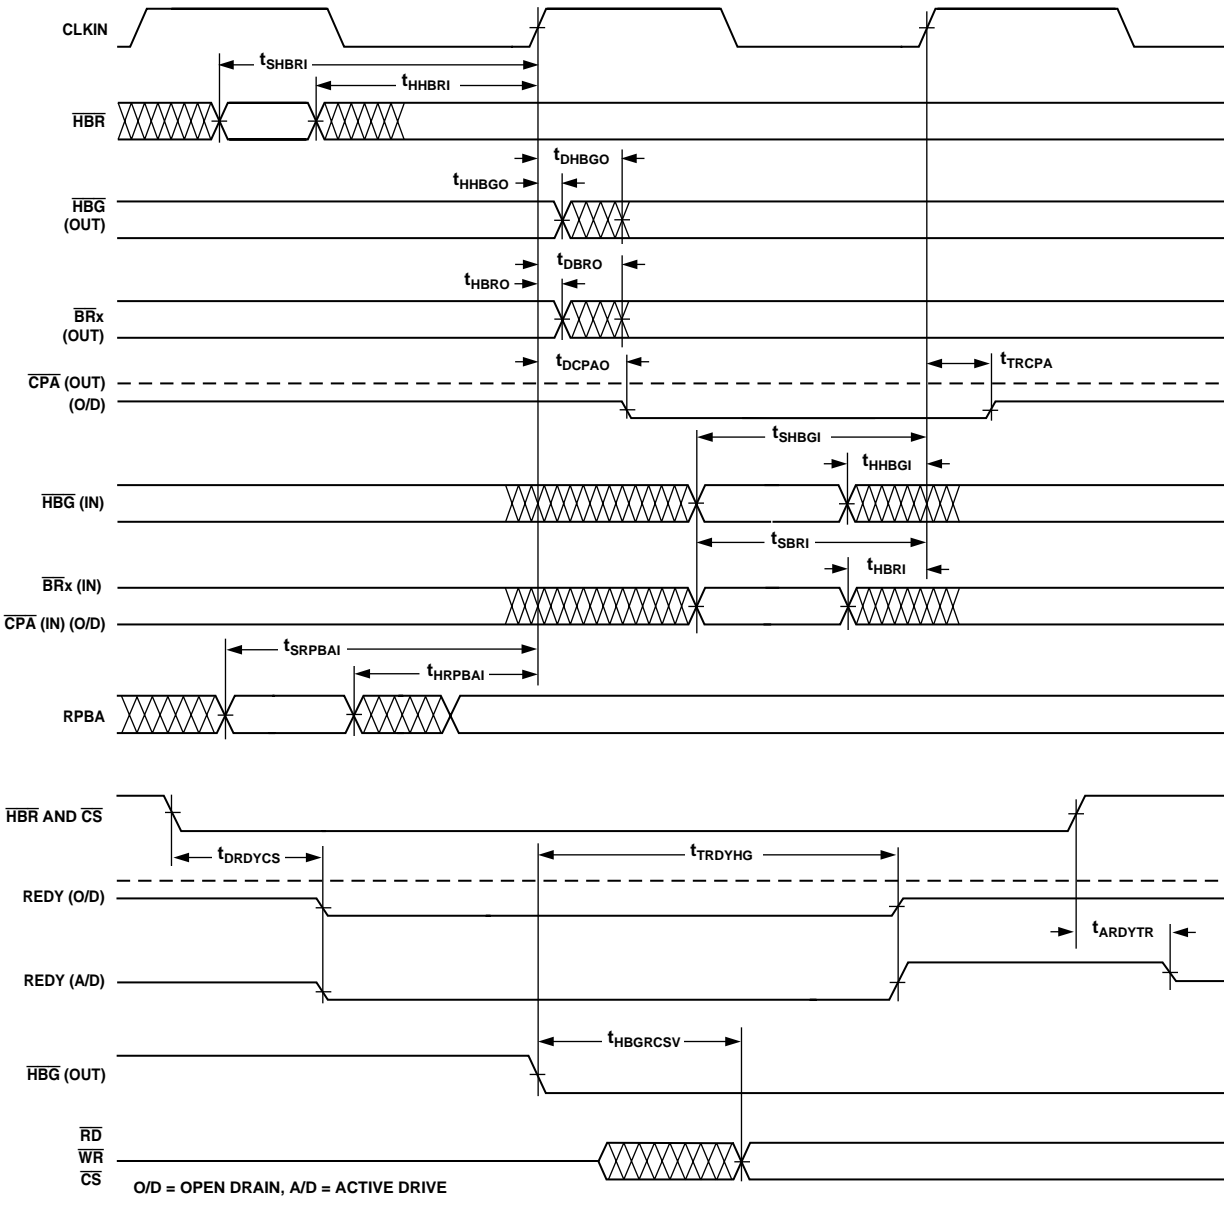 CLKIN
tSHBRI
tHHBRI
HBR
tDHBGO
tHHBGO
HBG
(OUT)
tDBRO
tHBRO
BRx
(OUT)
tDCPAO
tTRCPA
CPA (OUT)
(O/D)
tSHBGI
tHHBGI
HBG (IN)
tSBRI
tHBRI
BRx (IN)
CPA (IN) (O/D)
tSRPBAI
tHRPBAI
RPBA
HBR AND CS
tDRDYCS
tTRDYHG
REDY (O/D)
tARDYTR
REDY (A/D)
tHBGRCSV
HBG (OUT)
RD
WR
CS
O/D = OPEN DRAIN, A/D = ACTIVE DRIVE